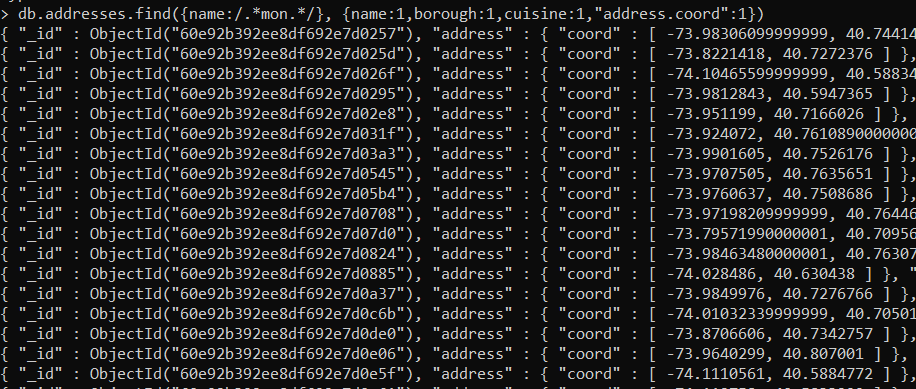 > db.addresses.find({name:/.*mon.*/}, {name:1,borough:1,cuisine:1,"address.coord":1})
{ "_id" : ObjectId("60e92b392ee8df692e7d0257"), "address" : { "coord" : [ -73.98306099999999, 40.74414
{ "_id" : ObjectId("60e92b392ee8df692e7d025d"), "address" : { "coord" : [ -73.8221418, 40.7272376 ] },
{ "_id" : ObjectId("60e92b392ee8df692e7d026f"), "address" : { "coord" : [ -74.10465599999999, 40.58834
{ "_id" : ObjectId("60e92b392ee8df692e7d0295"), "address" : { "coord" : [ -73.9812843, 40.5947365 ] },
{ "_id" : ObjectId("60e92b392ee8df692e7d02e8"), "address" : { "coord" : [ -73.951199, 40.7166026 ] },
{ "_id" : ObjectId("60e92b392ee8df692e7d031f"), "address" : { "coord" : [ -73.924072, 40.7610890000000
{ "_id" : ObjectId("60e92b392ee8df692e7d03a3"), "address" : { "coord" : [ -73.9901605, 40.7526176 ] },
{ "_id" : ObjectId("60e92b392ee8df692e7d0545"), "address" : { "coord" : [ -73.9707505, 40.7635651 ] },
{ "_id" : ObjectId("60e92b392ee8df692e7d05b4"), "address" : { "coord" : [ -73.9760637, 40.7508686 ] },
{ "_id" : ObjectId("60e92b392ee8df692e7d0708"), "address" : { "coord" : [ -73.97198209999999, 40.76446
{ "_id" : ObjectId("60e92b392ee8df692e7d07d0"), "address" : { "coord" : [ -73.79571990000001, 40.70956
{ "_id" : ObjectId("60e92b392ee8df692e7d0824"), "address" : { "coord" : [ -73.98463480000001, 40.76307
{ "_id" : ObjectId("60e92b392ee8df692e7d0885"), "address" : { "coord" : [ -74.028486, 40.630438 ] }, "
{ "_id" : ObjectId("60e92b392ee8df692e7d0a37"), "address" : { "coord" : [ -73.9849976, 40.7276766 ] },
{ "_id" : ObjectId("60e92b392ee8df692e7d0c6b"), "address" : { "coord" : [ -74.01032339999999, 40.70501
{ "_id" : ObjectId("60e92b392ee8df692e7d0de0"), "address" : { "coord" : [ -73.8706606, 40.7342757 ] },
{ "_id" : ObjectId("60e92b392ee8df692e7d0e06"), "address" : { "coord" : [ -73.9640299, 40.807001 ] },
{ "_id" : ObjectId("60e92b392ee8df692e7d0e5f"), "address" : { "coord" : [ -74.1110561, 40.5884772 ] },